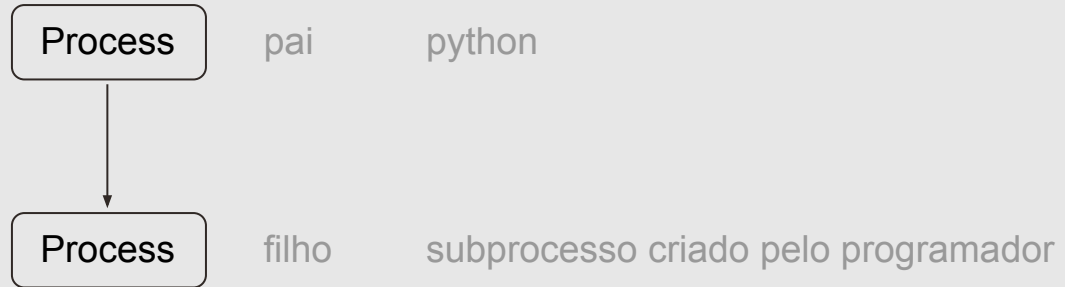 Process pai python
Process filho subprocesso criado pelo programador